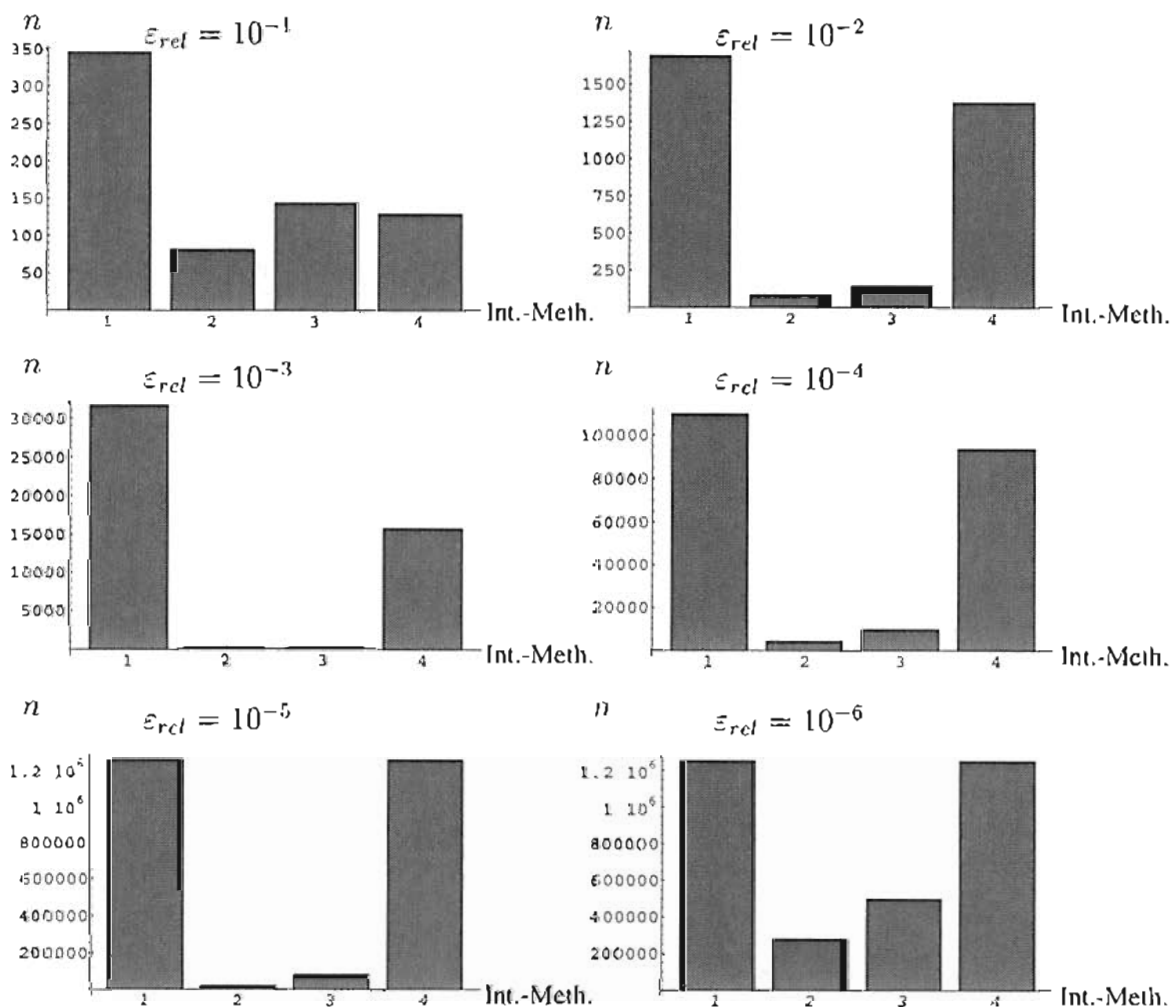 n
ε_rel = 10^−1
350
300
250
200
150
100
50
1 2 3 4 Int.-Meth.
n
ε_rel = 10^−2
1500
1250
1000
750
500
250
1 2 3 4 Int.-Meth.
n
ε_rel = 10^−3
30000
25000
20000
15000
10000
5000
1 2 3 4 Int.-Meth.
n
ε_rel = 10^−4
100000
80000
60000
40000
20000
1 2 3 4 Int.-Meth.
n
ε_rel = 10^−5
1.2 10^6
1 10^6
800000
600000
400000
200000
1 2 3 4 Int.-Meth.
n
ε_rel = 10^−6
1.2 10^6
1 10^6
800000
600000
400000
200000
1 2 3 4 Int.-Meth.